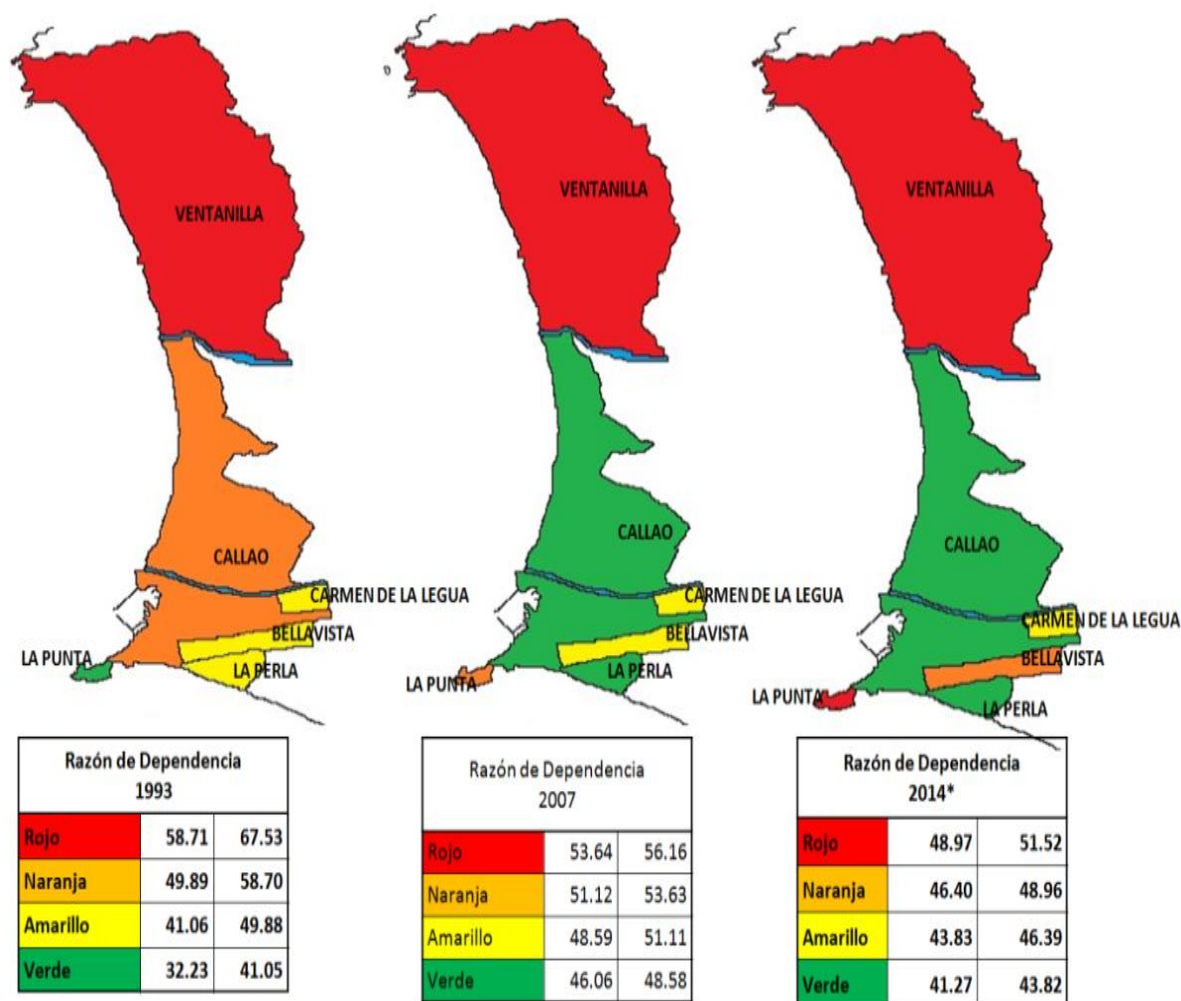 VENTANILLA
CALLAO
CARMEN DE LA LEGUA
BELLAVISTA
LA PUNTA
LA PERLA
Razón de Dependencia
1993
Rojo 58.71 67.53
Naranja 49.89 58.70
Amarillo 41.06 49.88
Verde 32.23 41.05
VENTANILLA
CALLAO
CARMEN DE LA LEGUA
BELLAVISTA
LA PERLA
LA PUNTA
Razón de Dependencia
2007
Rojo 53.64 56.16
Naranja 51.12 53.63
Amarillo 48.59 51.11
Verde 46.06 48.58
VENTANILLA
CALLAO
CARMEN DE LA LEGUA
BELLAVISTA
LA PUNTA
LA PERLA
Razón de Dependencia
2014*
Rojo 48.97 51.52
Naranja 46.40 48.96
Amarillo 43.83 46.39
Verde 41.27 43.82